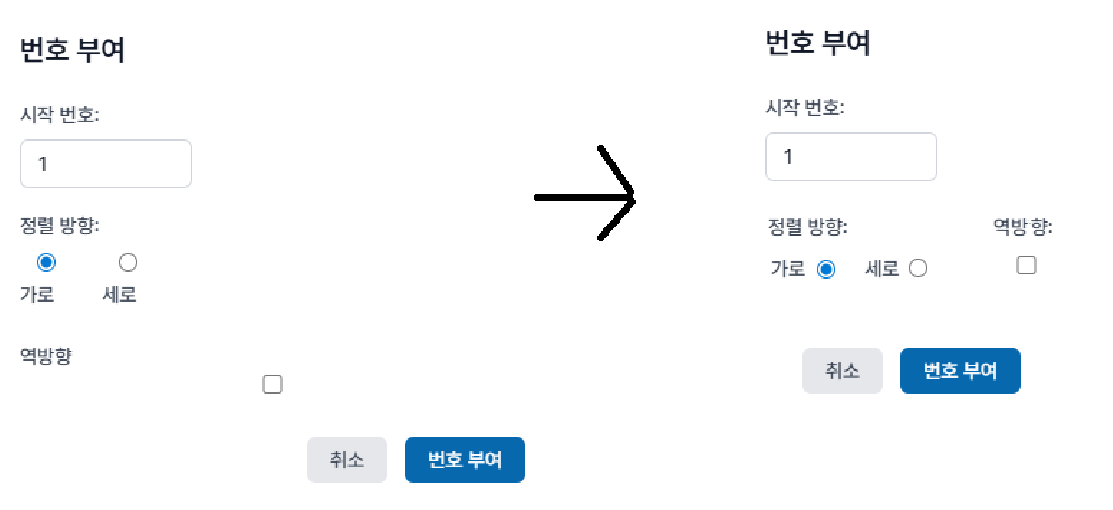 번호 부여
시작 번호:
1
정렬 방향:
가로 세로
역방향
취소 번호 부여
번호 부여
시작 번호:
1
정렬 방향: 역방향:
가로 세로
취소 번호 부여